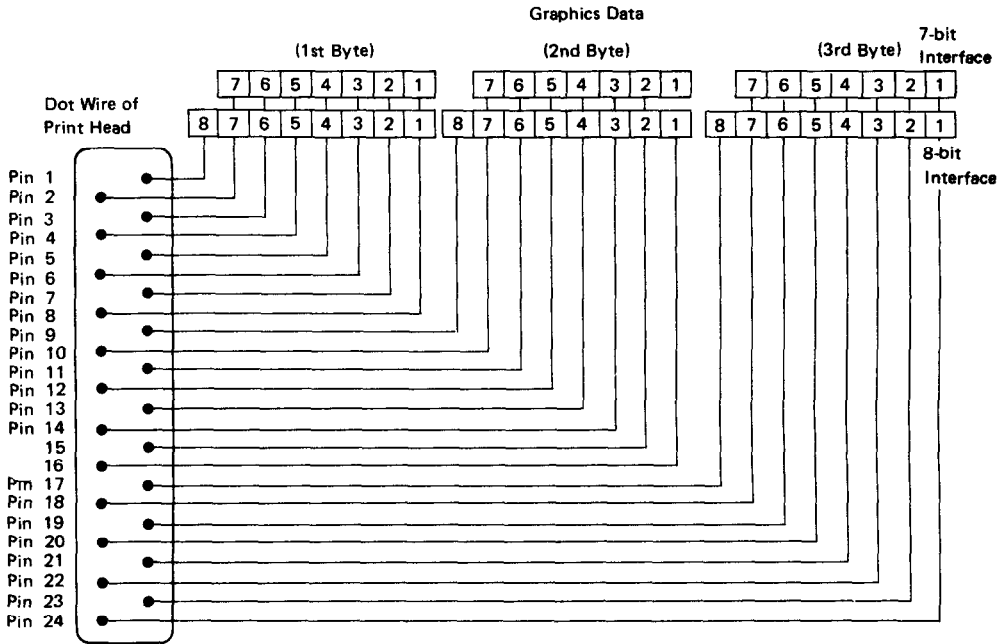 Graphics Data
(1st Byte) (2nd Byte) (3rd Byte) 7-bit
Interface
7 6 5 4 3 2 1 7 6 5 4 3 2 1 7 6 5 4 3 2 1
Dot Wire of
Print Head
8 7 6 5 4 3 2 1 8 7 6 5 4 3 2 1 8 7 6 5 4 3 2 1
8-bit
Interface
Pin 1
Pin 2
Pin 3
Pin 4
Pin 5
Pin 6
Pin 7
Pin 8
Pin 9
Pin 10
Pin 11
Pin 12
Pin 13
Pin 14
15
16
Pin 17
Pin 18
Pin 19
Pin 20
Pin 21
Pin 22
Pin 23
Pin 24